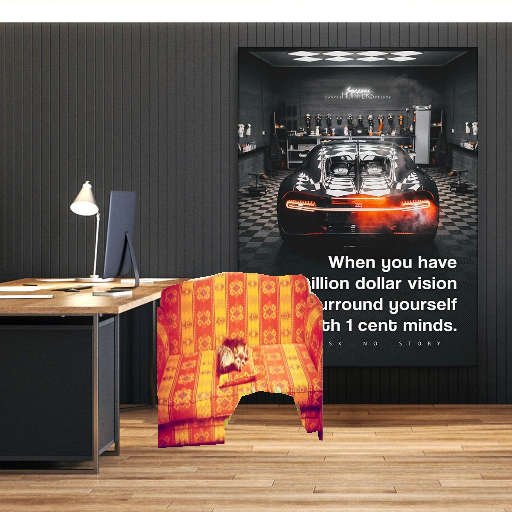 When you have
illion dollar vision
urround yourself
th 1 cent minds.
SK NO STORY